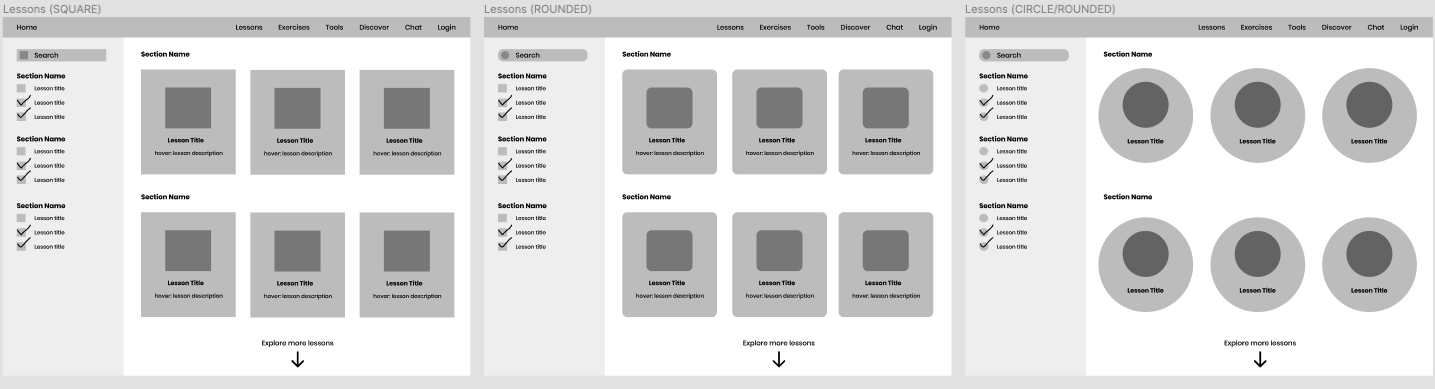 Lessons (SQUARE)
Home Lessons Exercises Tools Discover Chat Login
Search
Section Name
Lesson title
Lesson title
Lesson title
Section Name
Lesson title
Lesson title
Lesson title
Section Name
Lesson title
Lesson title
Lesson title
Section Name
Lesson Title Lesson Title Lesson Title
hover: lesson description hover: lesson description hover: lesson description
Section Name
Lesson Title Lesson Title Lesson Title
hover: lesson description hover: lesson description hover: lesson description
Explore more lessons
Lessons (ROUNDED)
Home Lessons Exercises Tools Discover Chat Login
Search
Section Name
Lesson title
Lesson title
Lesson title
Section Name
Lesson title
Lesson title
Lesson title
Section Name
Lesson title
Lesson title
Lesson title
Section Name
Lesson Title Lesson Title Lesson Title
hover: lesson description hover: lesson description hover: lesson description
Section Name
Lesson Title Lesson Title Lesson Title
hover: lesson description hover: lesson description hover: lesson description
Explore more lessons
Lessons (CIRCLE/ROUNDED)
Home Lessons Exercises Tools Discover Chat Login
Search
Section Name
Lesson title
Lesson title
Lesson title
Section Name
Lesson title
Lesson title
Lesson title
Section Name
Lesson title
Lesson title
Lesson title
Section Name
Lesson Title Lesson Title Lesson Title
Section Name
Lesson Title Lesson Title Lesson Title
Explore more lessons